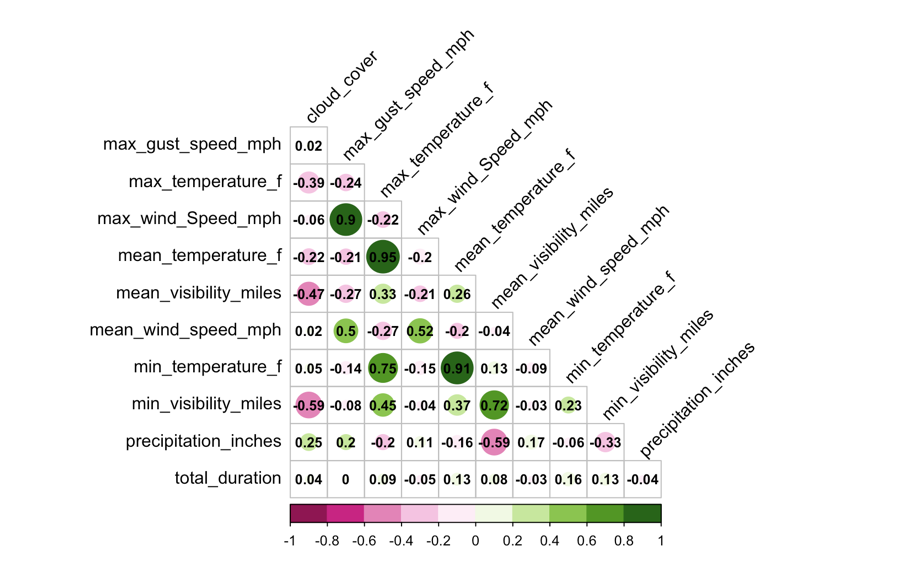 cloud_cover
max_gust_speed_mph
max_temperature_f
max_wind_Speed_mph
mean_temperature_f
mean_visibility_miles
mean_wind_speed_mph
min_temperature_f
min_visibility_miles
precipitation_inches
max_gust_speed_mph 0.02
max_temperature_f -0.39 -0.24
max_wind_Speed_mph -0.06 0.9 -0.22
mean_temperature_f -0.22 -0.21 0.95 -0.2
mean_visibility_miles -0.47 -0.27 0.33 -0.21 0.26
mean_wind_speed_mph 0.02 0.5 -0.27 0.52 -0.2 -0.04
min_temperature_f 0.05 -0.14 0.75 -0.15 0.91 0.13 -0.09
min_visibility_miles -0.59 -0.08 0.45 -0.04 0.37 0.72 -0.03 0.23
precipitation_inches 0.25 0.2 -0.2 0.11 -0.16 -0.59 0.17 -0.06 -0.33
total_duration 0.04 0 0.09 -0.05 0.13 0.08 -0.03 0.16 0.13 -0.04
-1 -0.8 -0.6 -0.4 -0.2 0 0.2 0.4 0.6 0.8 1